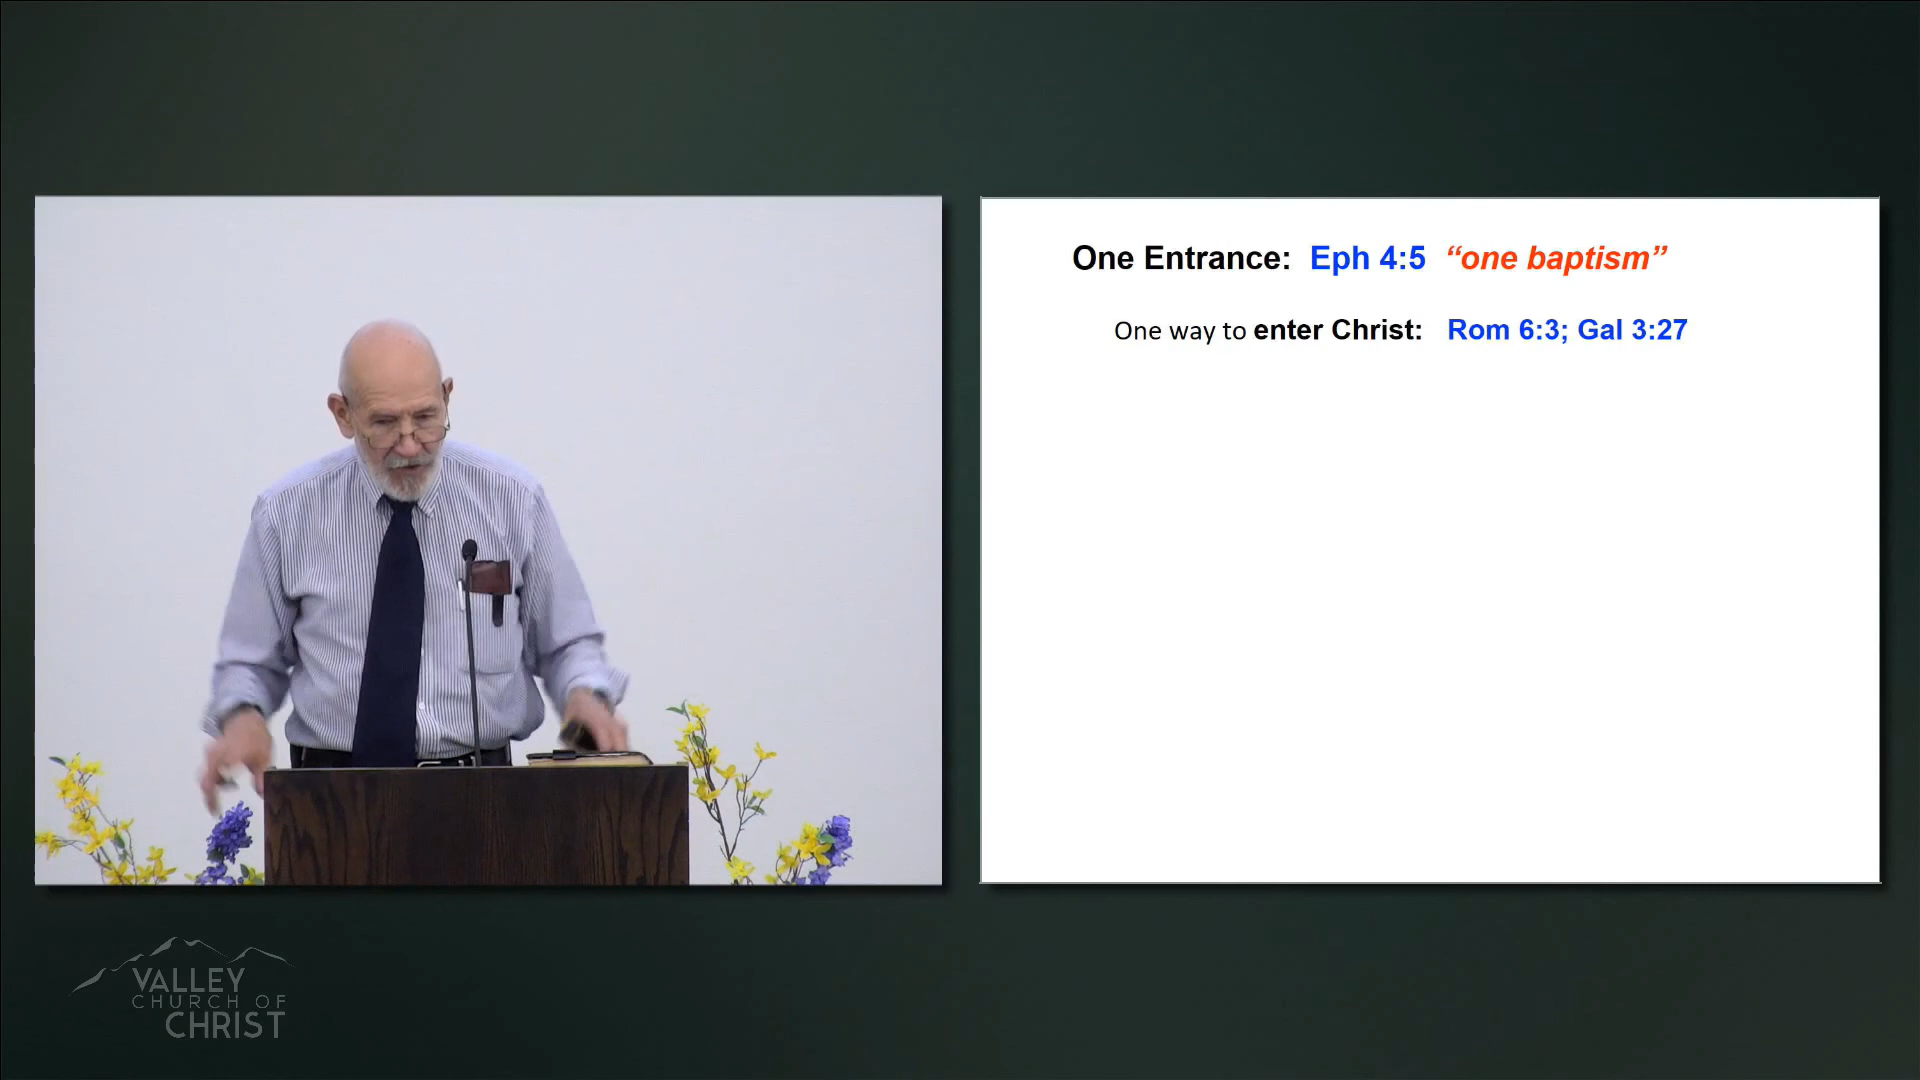 One Entrance: Eph 4:5 “one baptism”
One way to enter Christ: Rom 6:3; Gal 3:27
VALLEY
CHURCH OF
CHRIST